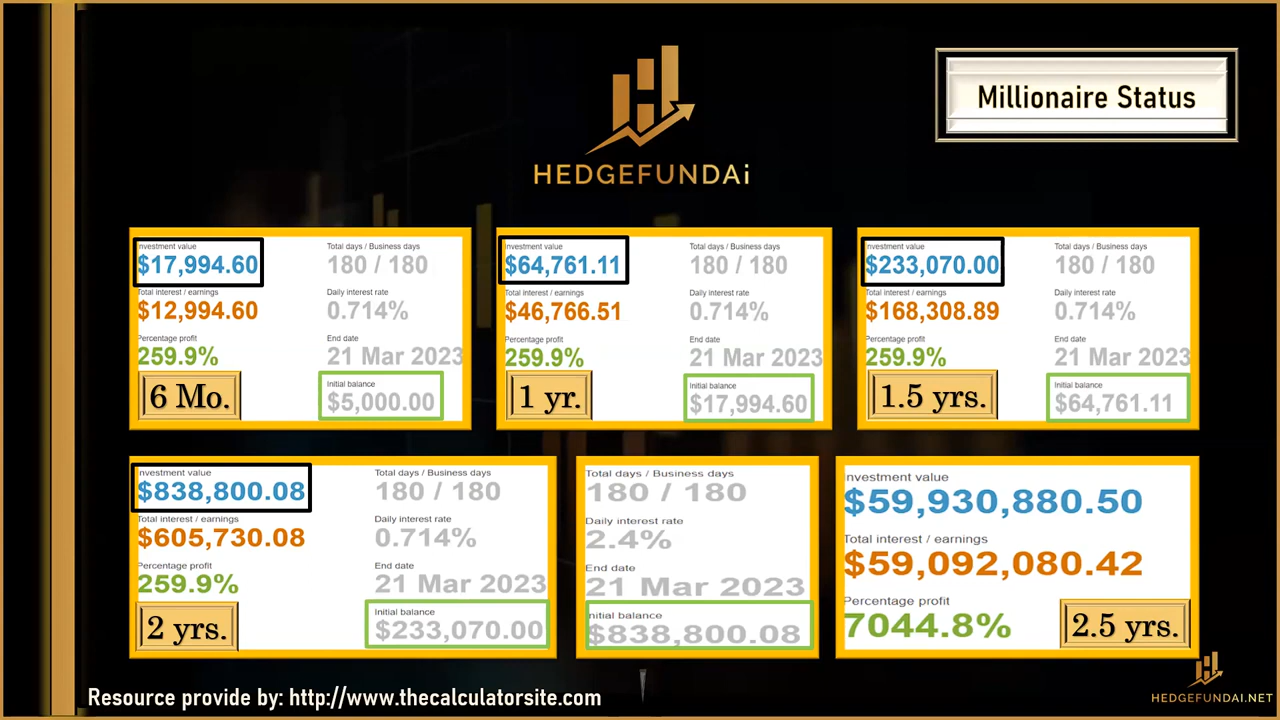 Millionaire Status
HEDGEFUNDAi
nvestment value
$17,994.60
Total interest / earnings
$12,994.60
Percentage profit
259.9%
6 Mo.
Total days / Business days
180 / 180
Daily interest rate
0.714%
End date
21 Mar 2023
Initial balance
$5,000.00
nvestment value
$64,761.11
Total interest / earnings
$46,766.51
Percentage profit
259.9%
1 yr.
Total days / Business days
180 / 180
Daily interest rate
0.714%
End date
21 Mar 2023
Initial balance
$17,994.60
nvestment value
$233,070.00
Total interest / earnings
$168,308.89
Percentage profit
259.9%
1.5 yrs.
Total days / Business days
180 / 180
Daily interest rate
0.714%
End date
21 Mar 2023
Initial balance
$64,761.11
nvestment value
$838,800.08
Total interest / earnings
$605,730.08
Percentage profit
259.9%
2 yrs.
Total days / Business days
180 / 180
Daily interest rate
0.714%
End date
21 Mar 2023
Initial balance
$233,070.00
Total days / Business days
180 / 180
Daily interest rate
2.4%
End date
21 Mar 2023
nitial balance
$838,800.08
Investment value
$59,930,880.50
Total interest / earnings
$59,092,080.42
Percentage profit
7044.8%
2.5 yrs.
Resource provide by: http://www.thecalculatorsite.com
HEDGEFUNDAI.NET